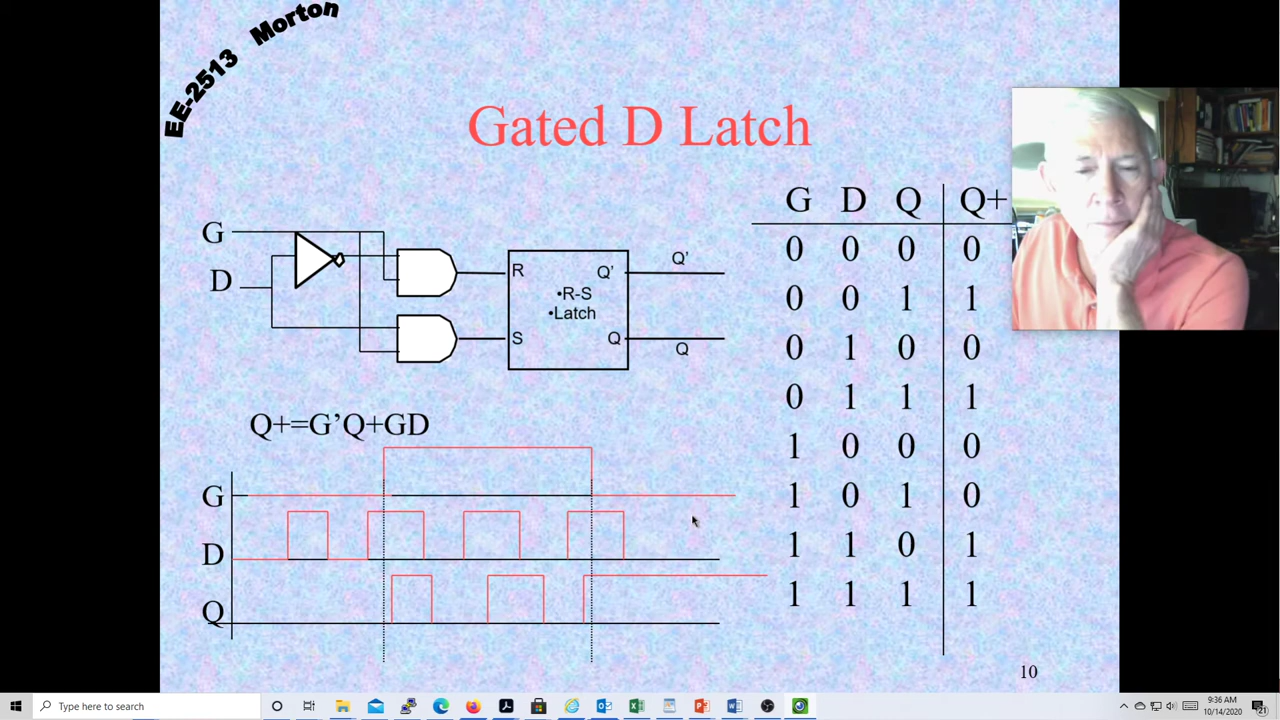 EE-2513 Morton
Gated D Latch
G
D
R
S
Q'
Q
•R-S
•Latch
Q'
Q
Q+=G’Q+GD
G
D
Q
G D Q Q+
0 0 0 0
0 0 1 1
0 1 0 0
0 1 1 1
1 0 0 0
1 0 1 0
1 1 0 1
1 1 1 1
10
Type here to search
9:36 AM
10/14/2020
21